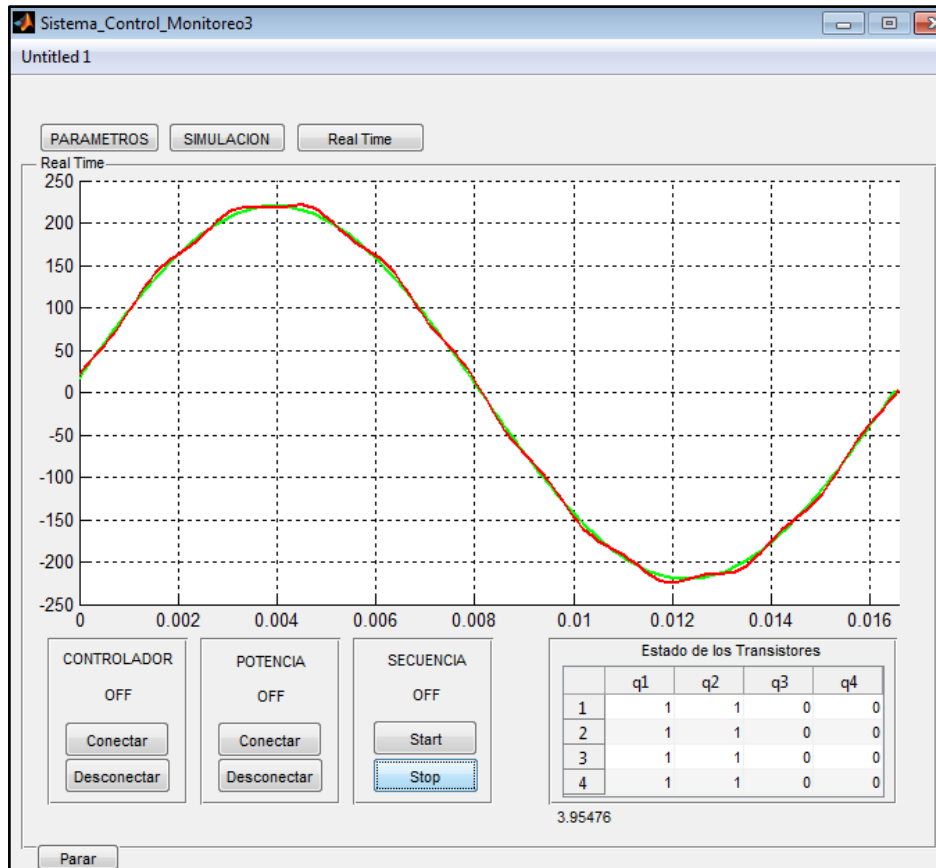 Sistema_Control_Monitoreo3
Untitled 1
PARAMETROS SIMULACION Real Time
Real Time
250
200
150
100
50
0
-50
-100
-150
-200
-250
0 0.002 0.004 0.006 0.008 0.01 0.012 0.014 0.016
CONTROLADOR
OFF
Conectar
Desconectar
POTENCIA
OFF
Conectar
Desconectar
SECUENCIA
OFF
Start
Stop
Estado de los Transistores
q1 q2 q3 q4
1 1 1 0 0
2 1 1 0 0
3 1 1 0 0
4 1 1 0 0
3.95476
Parar